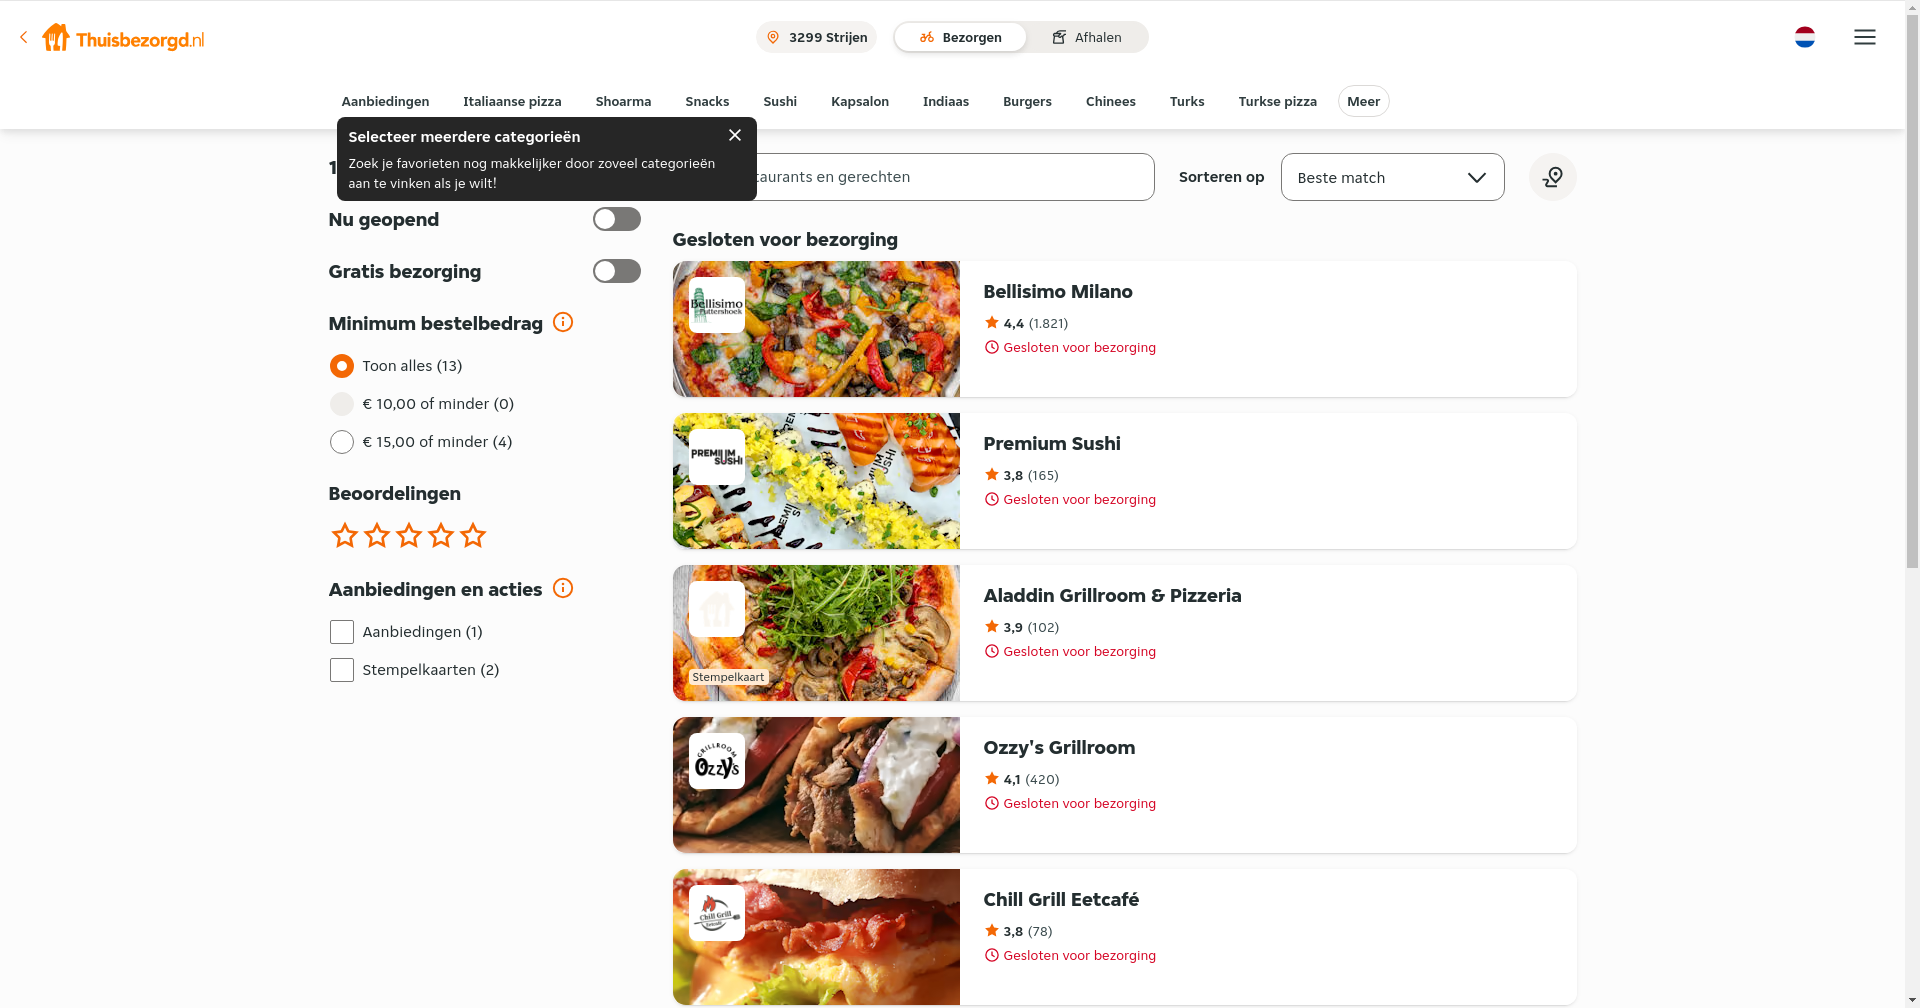 Thuisbezorgd.nl
3299 Strijen
Bezorgen
Afhalen
Aanbiedingen
Italiaanse pizza
Shoarma
Snacks
Sushi
Kapsalon
Indiaas
Burgers
Chinees
Turks
Turkse pizza
Meer
Selecteer meerdere categorieën
Zoek je favorieten nog makkelijker door zoveel categorieën
aan te vinken als je wilt!
gerechten
Sorteren op
Beste match
Nu geopend
Gratis bezorging
Minimum bestelbedrag
Toon alles (13)
€ 10,00 of minder (0)
€ 15,00 of minder (4)
Beoordelingen
Aanbiedingen en acties
Aanbiedingen (1)
Stempelkaarten (2)
Gesloten voor bezorging
Bellisimo
Puttershoek
Bellisimo Milano
4,4 (1.821)
Gesloten voor bezorging
PREMIUM
SUSHI
Premium Sushi
3,8 (165)
Gesloten voor bezorging
Stempelkaart
Aladdin Grillroom & Pizzeria
3,9 (102)
Gesloten voor bezorging
GRILLROOM
OZZY's
Ozzy's Grillroom
4,1 (420)
Gesloten voor bezorging
Chill Grill
Eetcafé
Chill Grill Eetcafé
3,8 (78)
Gesloten voor bezorging